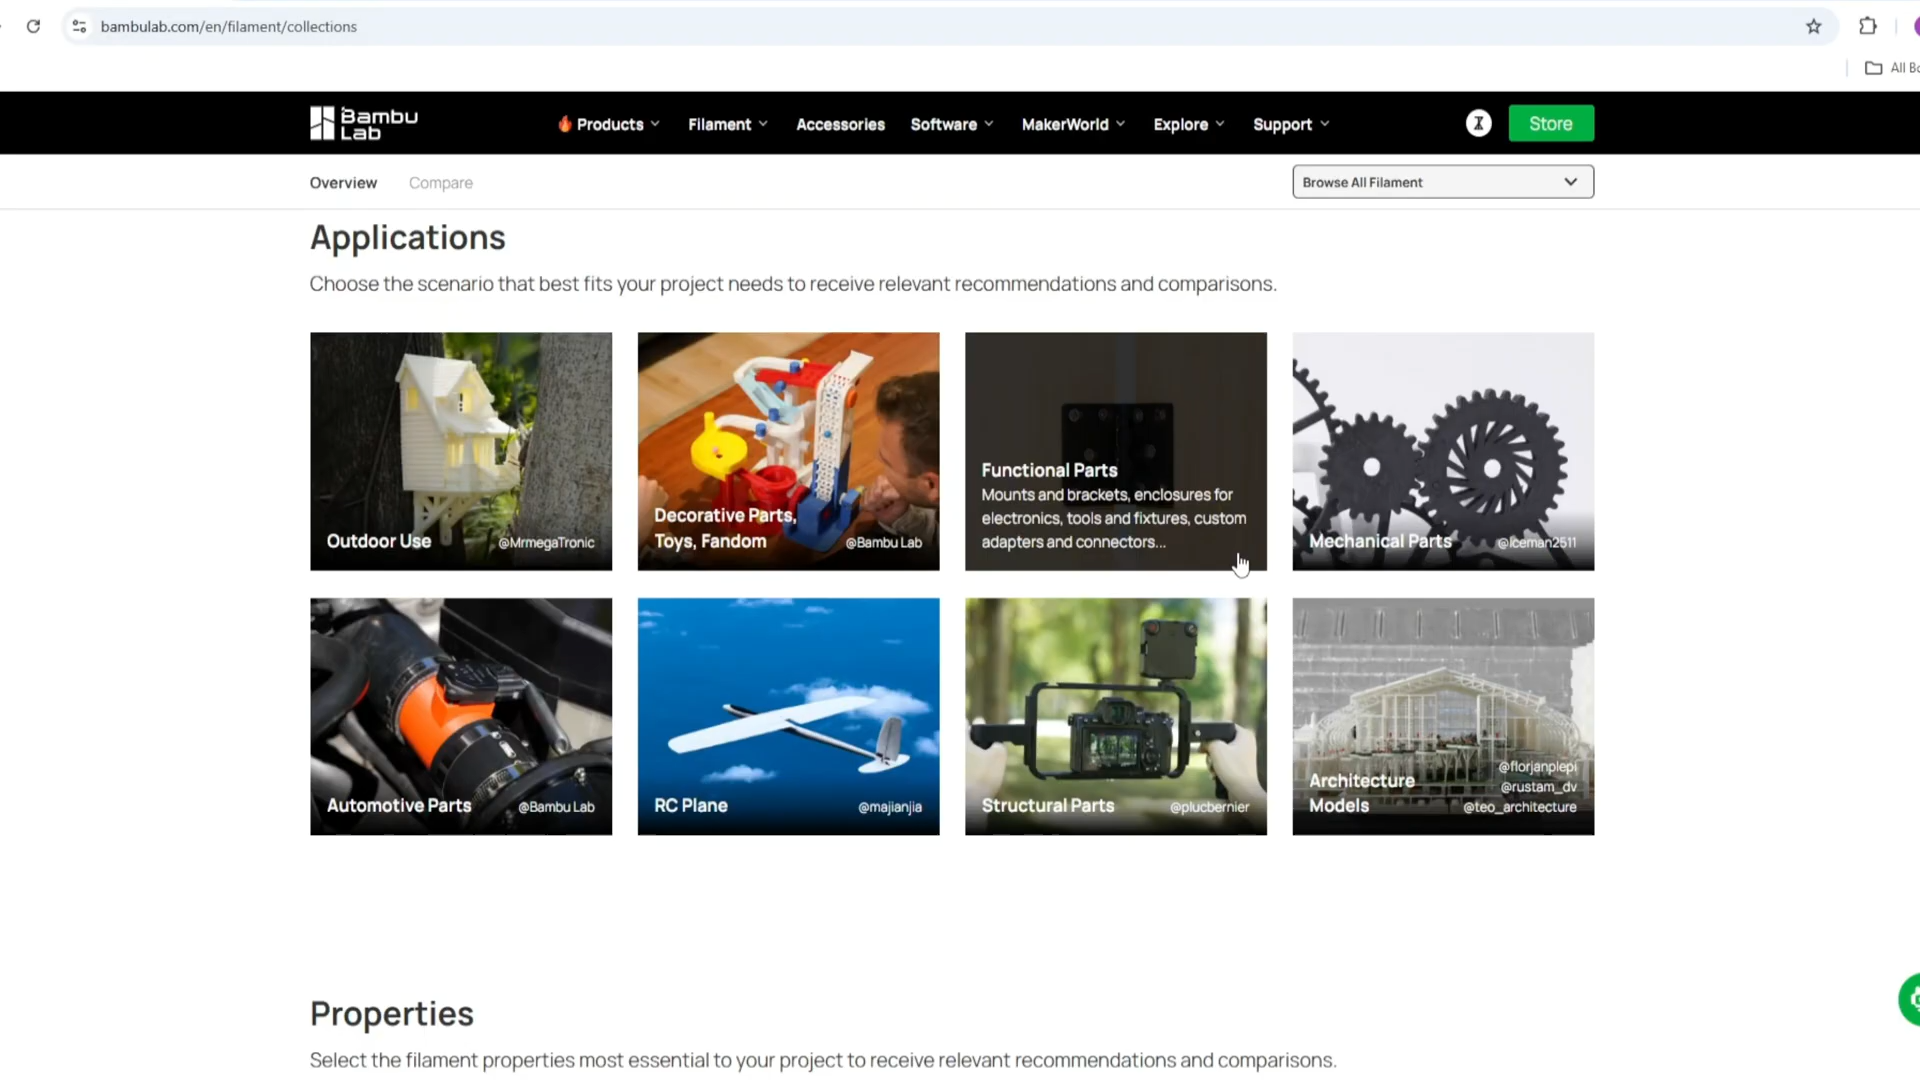 bambulab.com/en/filament/collections
All Bo
Bambu
Lab
Products
Filament
Accessories
Software
MakerWorld
Explore
Support
Store
Overview
Compare
Browse All Filament
Applications
Choose the scenario that best fits your project needs to receive relevant recommendations and comparisons.
Outdoor Use
@MrmegaTronic
Decorative Parts,
Toys, Fandom
@Bambu Lab
Functional Parts
Mounts and brackets, enclosures for
electronics, tools and fixtures, custom
adapters and connectors...
Mechanical Parts
@Iceman2511
Automotive Parts
@Bambu Lab
RC Plane
@majianjia
Structural Parts
@plucbernier
Architecture
Models
@florjanplepi
@rustam_dv
@teo_architecture
Properties
Select the filament properties most essential to your project to receive relevant recommendations and comparisons.